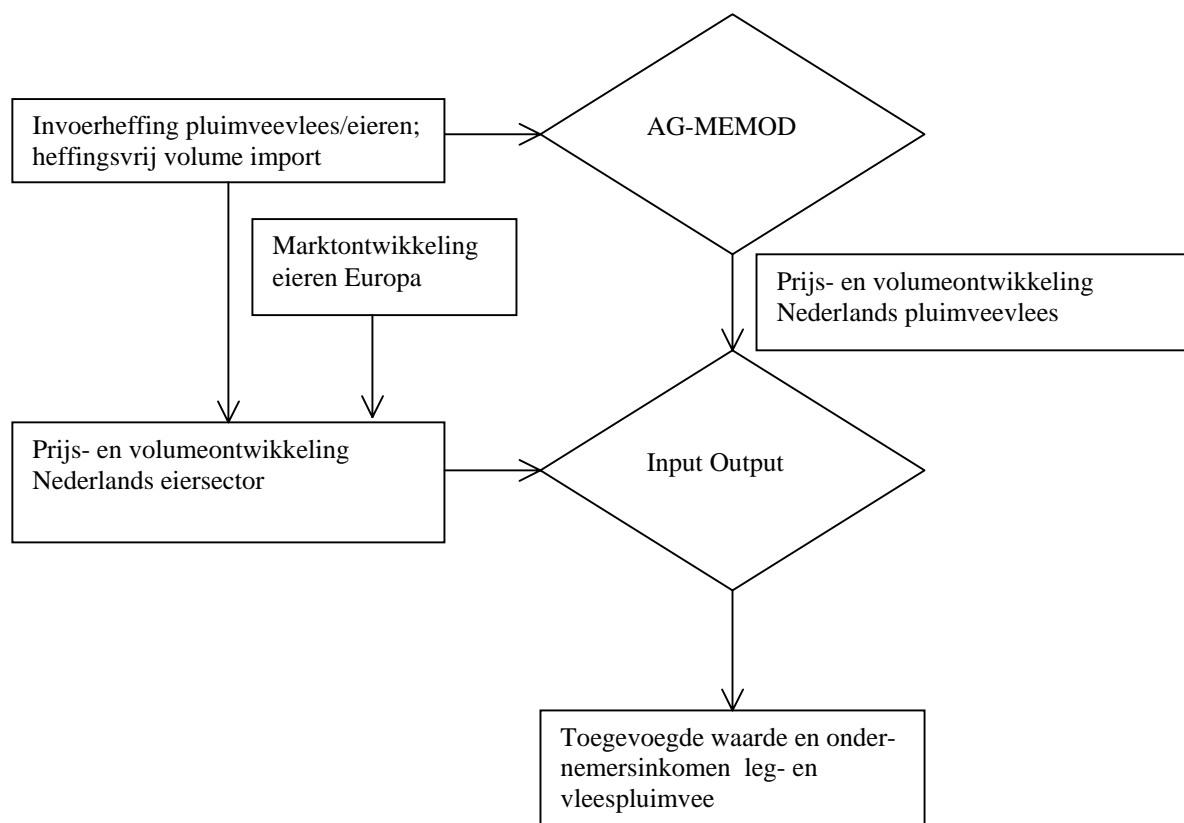 AG-MEMOD
Invoerheffing pluimveevlees/eieren;
heffingsvrij volume import
Marktontwikkeling
eieren Europa
Prijs- en volumeontwikkeling
Nederlands pluimveevlees
Prijs- en volumeontwikkeling
Nederlands eiersector
Input Output
Toegevoegde waarde en onder-
nemersinkomen  leg- en
vleespluimvee